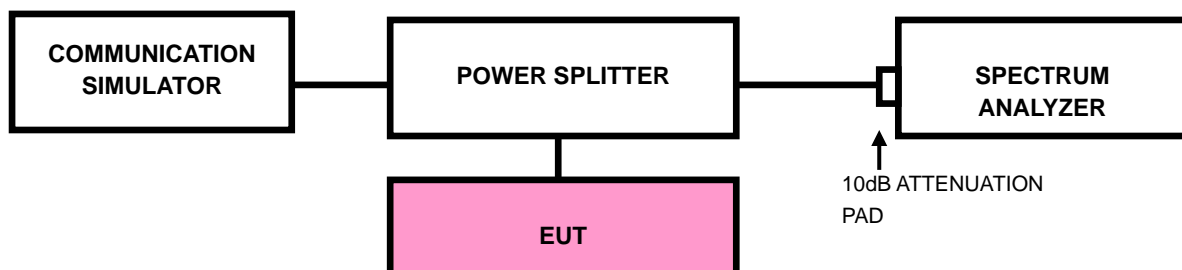 COMMUNICATION
SIMULATOR
POWER SPLITTER
SPECTRUM
ANALYZER
10dB ATTENUATION
PAD
EUT